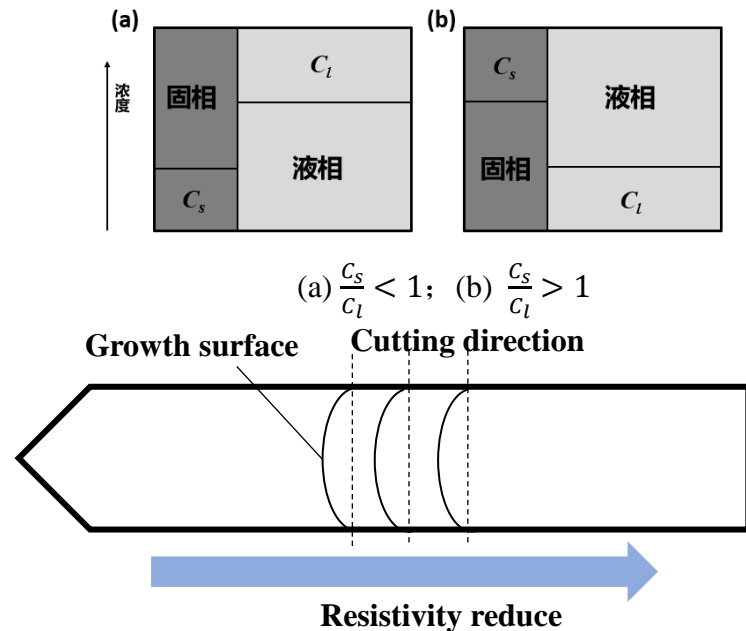 (a)
(b)
浓度
固相
C_l
液相
C_s
C_s
液相
固相
C_l
(a) C_s/C_l < 1； (b) C_s/C_l > 1
Growth surface
Cutting direction
Resistivity reduce